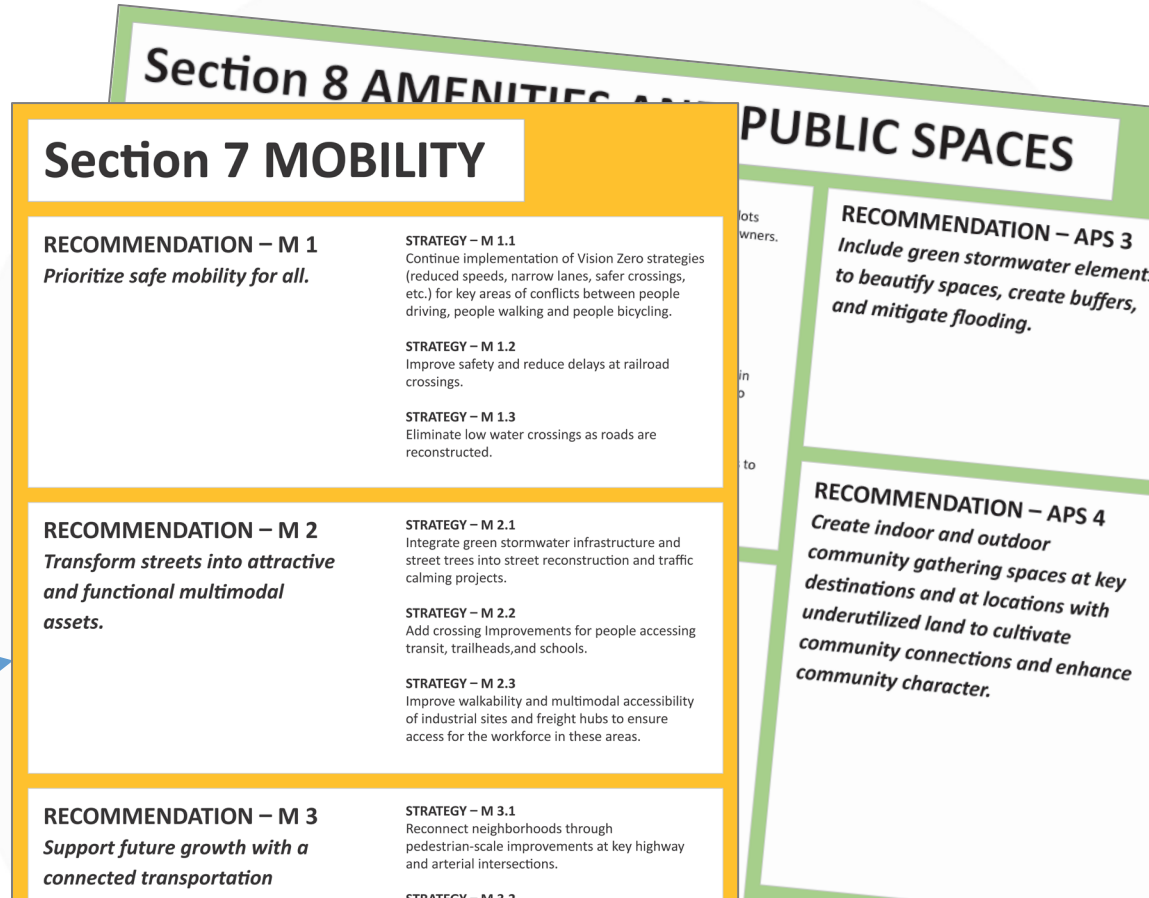 Section 8 AMENITIES AND PUBLIC SPACES
lots
wners.
in
to
RECOMMENDATION – APS 3
Include green stormwater element
to beautify spaces, create buffers,
and mitigate flooding.
RECOMMENDATION – APS 4
Create indoor and outdoor
community gathering spaces at key
destinations and at locations with
underutilized land to cultivate
community connections and enhance
community character.
Section 7 MOBILITY
RECOMMENDATION – M 1
Prioritize safe mobility for all.
STRATEGY – M 1.1
Continue implementation of Vision Zero strategies
(reduced speeds, narrow lanes, safer crossings,
etc.) for key areas of conflicts between people
driving, people walking and people bicycling.
STRATEGY – M 1.2
Improve safety and reduce delays at railroad
crossings.
STRATEGY – M 1.3
Eliminate low water crossings as roads are
reconstructed.
RECOMMENDATION – M 2
Transform streets into attractive
and functional multimodal
assets.
STRATEGY – M 2.1
Integrate green stormwater infrastructure and
street trees into street reconstruction and traffic
calming projects.
STRATEGY – M 2.2
Add crossing Improvements for people accessing
transit, trailheads,and schools.
STRATEGY – M 2.3
Improve walkability and multimodal accessibility
of industrial sites and freight hubs to ensure
access for the workforce in these areas.
RECOMMENDATION – M 3
Support future growth with a
connected transportation
STRATEGY – M 3.1
Reconnect neighborhoods through
pedestrian-scale improvements at key highway
and arterial intersections.
STRATEGY – M 3.2